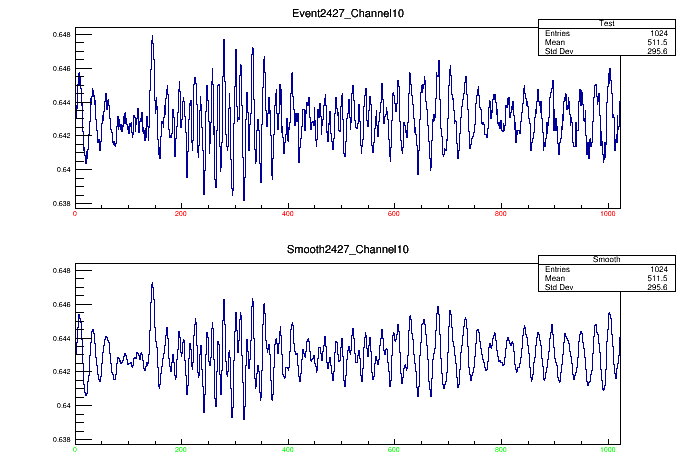 Event2427_Channel10
Test
Entries 1024
Mean 511.5
Std Dev 295.6
0.648
0.646
0.644
0.642
0.64
0.638
0 200 400 600 800 1000
Smooth2427_Channel10
Smooth
Entries 1024
Mean 511.5
Std Dev 295.6
0.648
0.646
0.644
0.642
0.64
0.638
0 200 400 600 800 1000